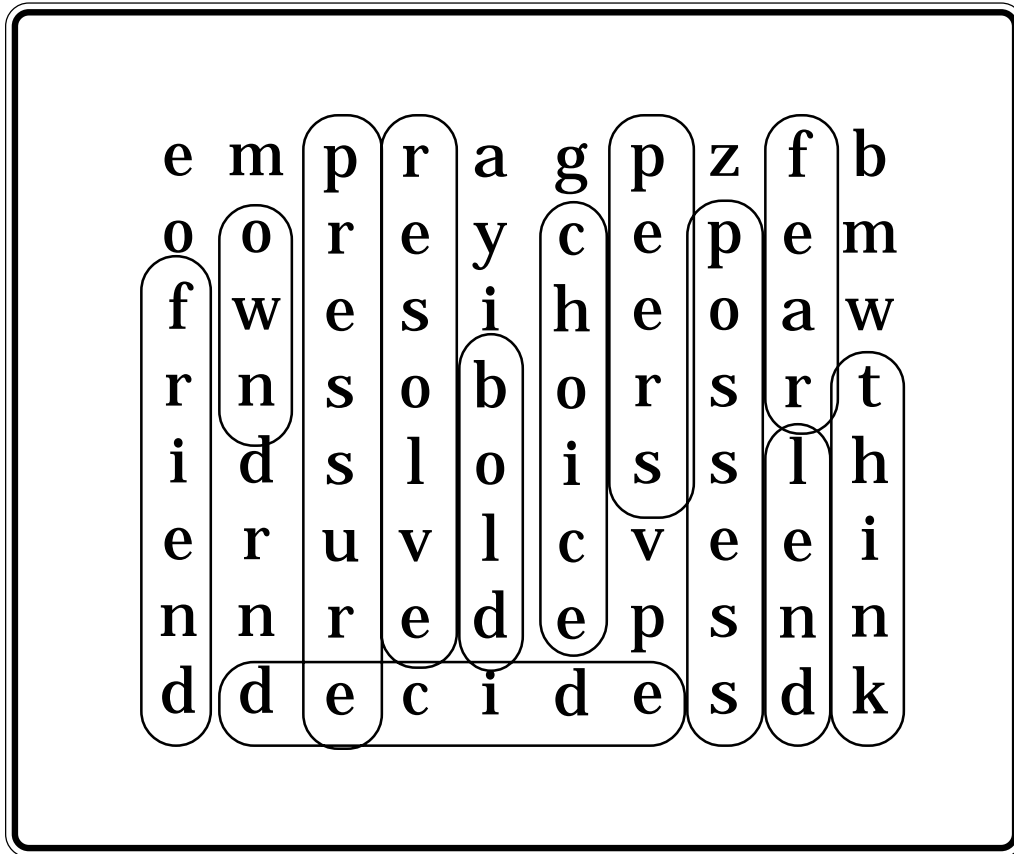 e m p r a g p z f b
o o r e y c e p e m
f w e s i h e o a w
r n s o b o r s r t
i d s l o i s s l h
e r u v l c v e e i
n n r e d e p s n n
d d e c i d e s d k